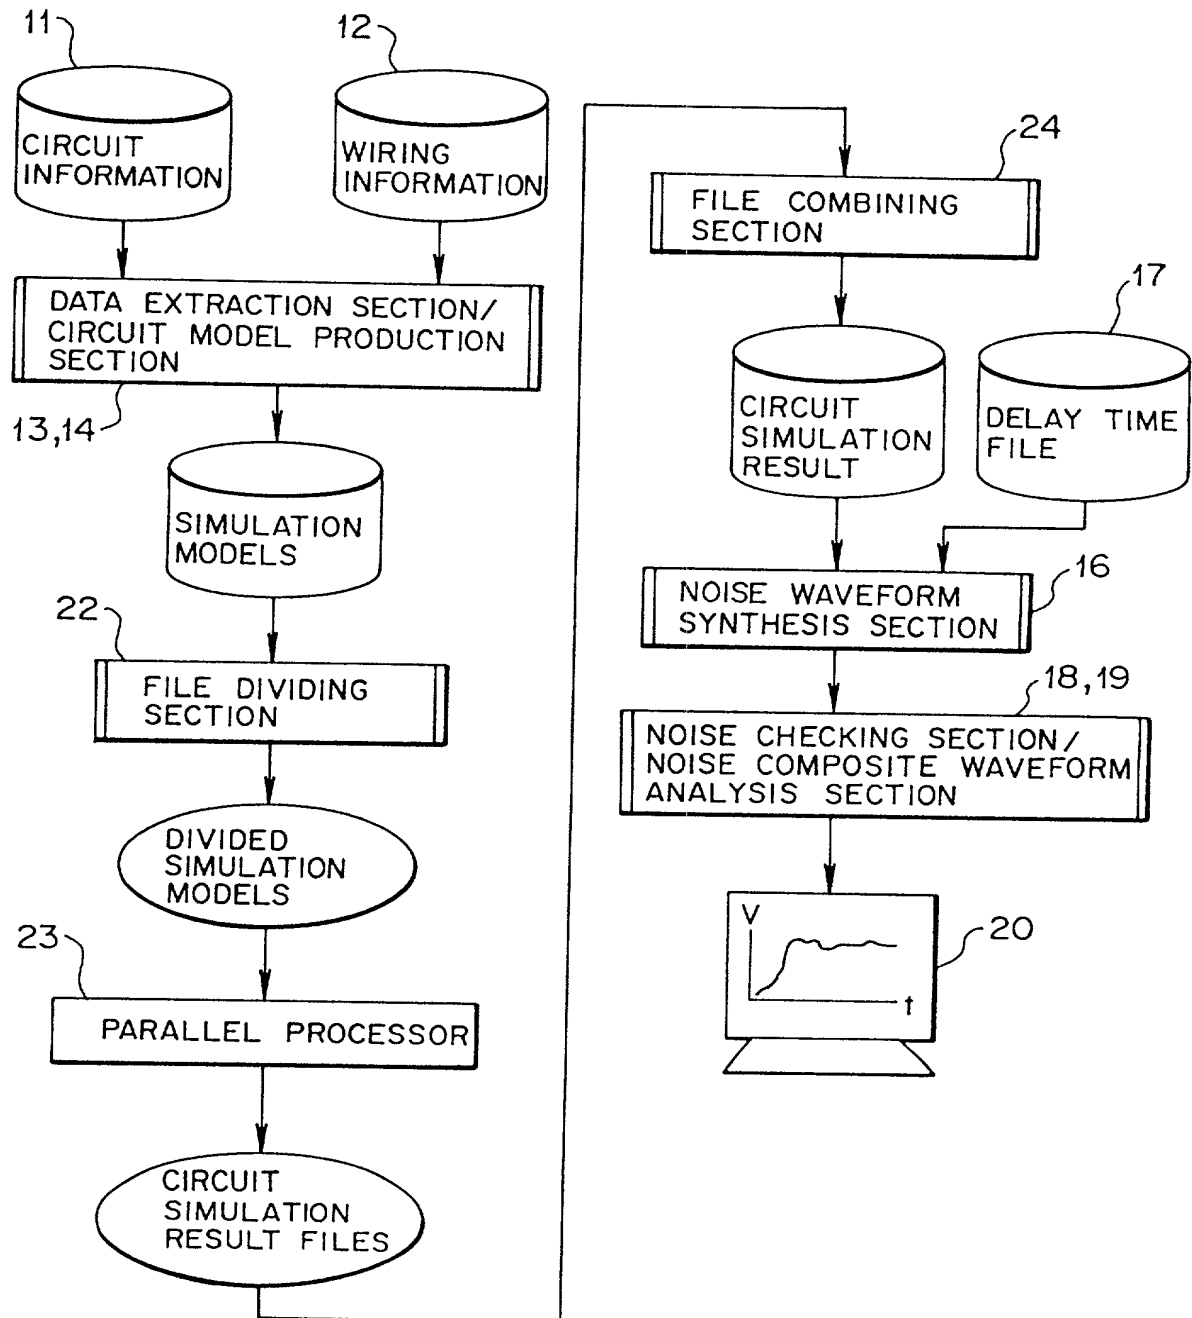 11
12
CIRCUIT
INFORMATION
WIRING
INFORMATION
DATA EXTRACTION SECTION/
CIRCUIT MODEL PRODUCTION
SECTION
13,14
SIMULATION
MODELS
22
FILE DIVIDING
SECTION
DIVIDED
SIMULATION
MODELS
23
PARALLEL PROCESSOR
CIRCUIT
SIMULATION
RESULT FILES
24
FILE COMBINING
SECTION
17
CIRCUIT
SIMULATION
RESULT
DELAY TIME
FILE
16
NOISE WAVEFORM
SYNTHESIS SECTION
18,19
NOISE CHECKING SECTION/
NOISE COMPOSITE WAVEFORM
ANALYSIS SECTION
V
t
20